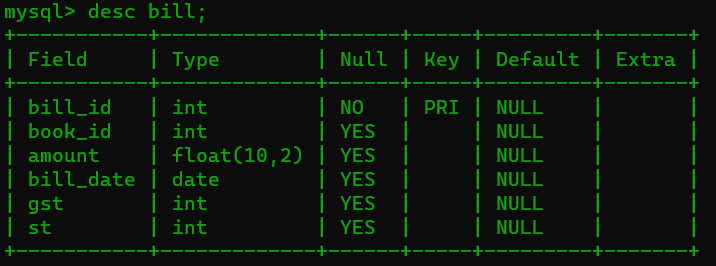 mysql> desc bill;
+-----------+-------------+------+-----+---------+-------+
| Field     | Type        | Null | Key | Default | Extra |
+-----------+-------------+------+-----+---------+-------+
| bill_id   | int         | NO   | PRI | NULL    |       |
| book_id   | int         | YES  |     | NULL    |       |
| amount    | float(10,2) | YES  |     | NULL    |       |
| bill_date | date        | YES  |     | NULL    |       |
| gst       | int         | YES  |     | NULL    |       |
| st        | int         | YES  |     | NULL    |       |
+-----------+-------------+------+-----+---------+-------+